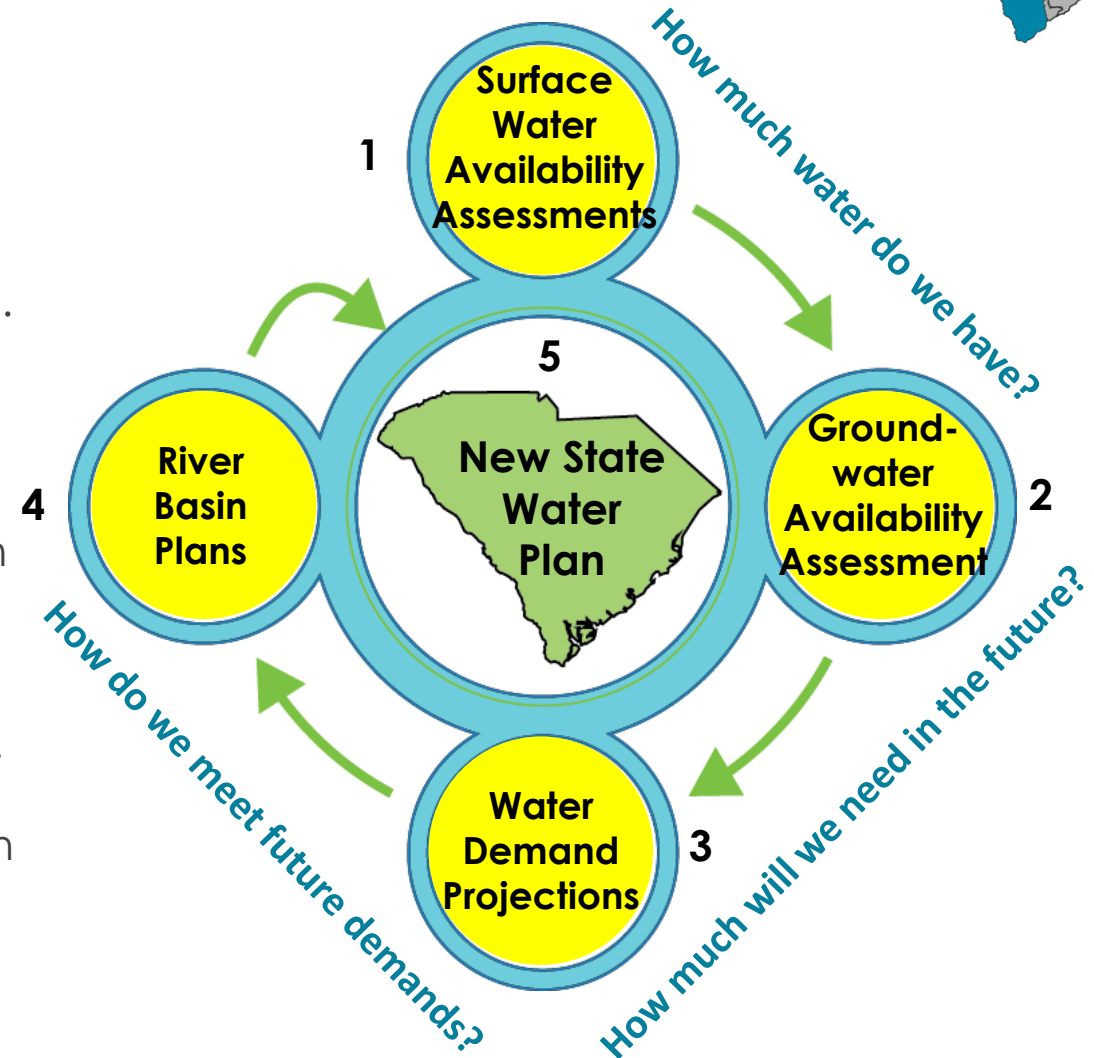 1
Surface
Water
Availability
Assessments
How much water do we have?
2
Ground-
water
Availability
Assessment
How much will we need in the future?
3
Water
Demand
Projections
How do we meet future demands?
4
River
Basin
Plans
5
New State
Water
Plan